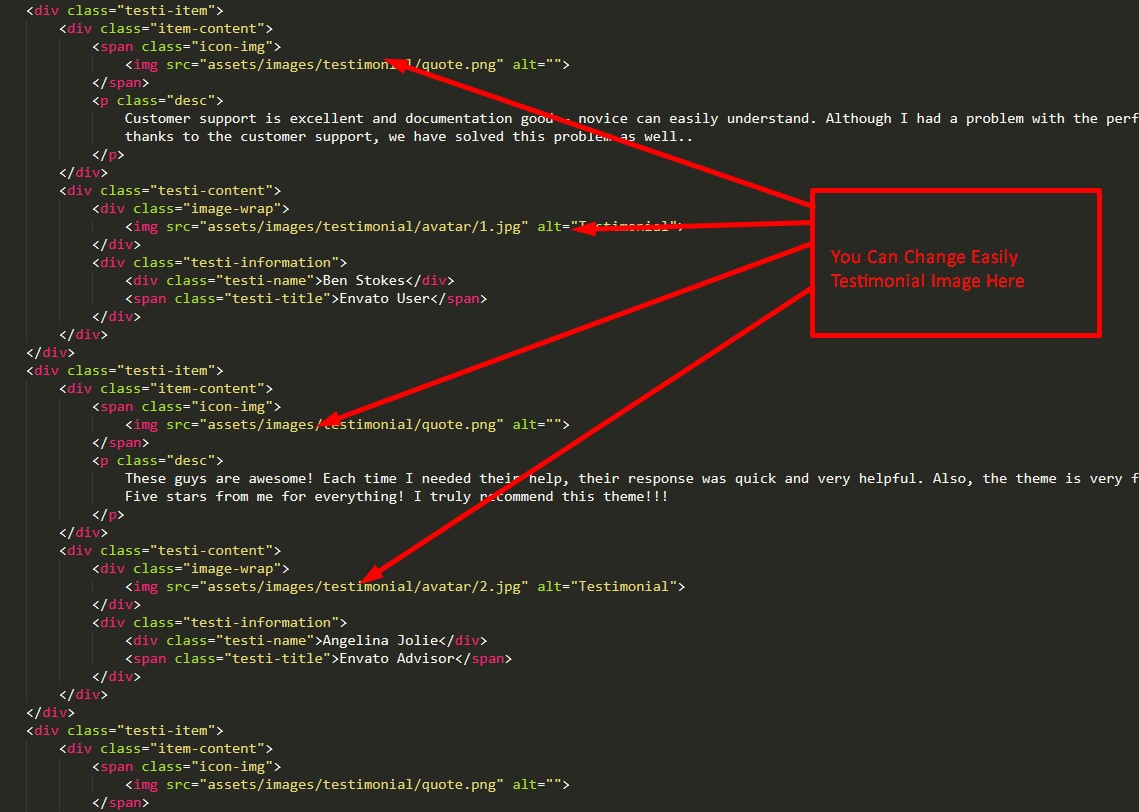 <div class="testi-item">
<div class="item-content">
<span class="icon-img">
<img src="assets/images/testimonial/quote.png" alt="">
</span>
<p class="desc">
Customer support is excellent and documentation good – novice can easily understand. Although I had a problem with the perf
thanks to the customer support, we have solved this problem as well..
</p>
</div>
<div class="testi-content">
<div class="image-wrap">
<img src="assets/images/testimonial/avatar/1.jpg" alt="Testimonial">
</div>
<div class="testi-information">
<div class="testi-name">Ben Stokes</div>
<span class="testi-title">Envato User</span>
</div>
</div>
</div>
You Can Change Easily
Testimonial Image Here
<div class="testi-item">
<div class="item-content">
<span class="icon-img">
<img src="assets/images/testimonial/quote.png" alt="">
</span>
<p class="desc">
These guys are awesome! Each time I needed their help, their response was quick and very helpful. Also, the theme is very f
Five stars from me for everything! I truly recommend this theme!!!
</p>
</div>
<div class="testi-content">
<div class="image-wrap">
<img src="assets/images/testimonial/avatar/2.jpg" alt="Testimonial">
</div>
<div class="testi-information">
<div class="testi-name">Angelina Jolie</div>
<span class="testi-title">Envato Advisor</span>
</div>
</div>
</div>
<div class="testi-item">
<div class="item-content">
<span class="icon-img">
<img src="assets/images/testimonial/quote.png" alt="">
</span>